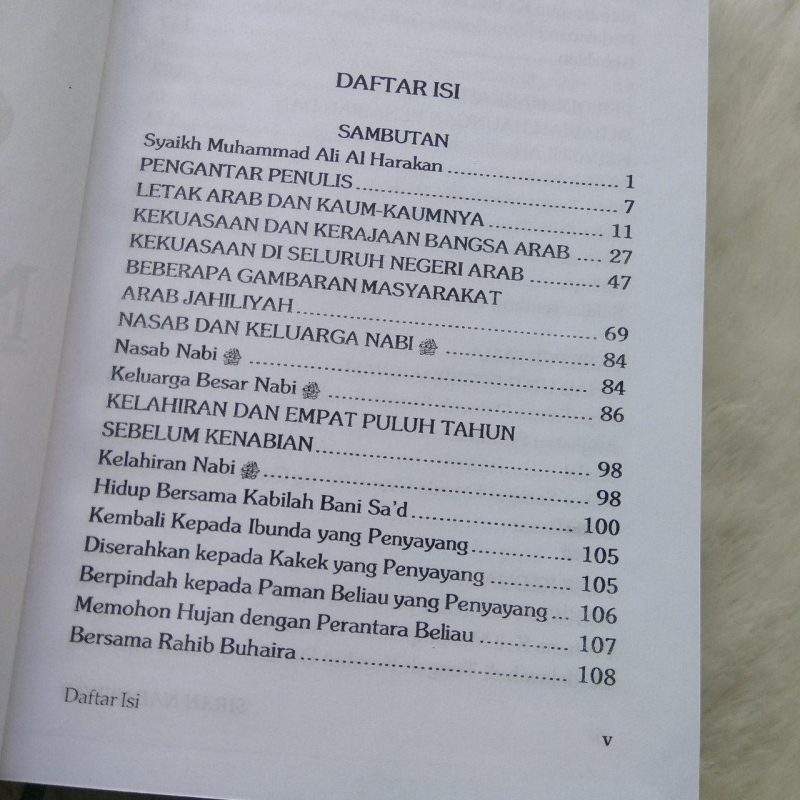 DAFTAR ISI
SAMBUTAN
Syaikh Muhammad Ali Al Harakan ........................ 1
PENGANTAR PENULIS ..................................... 7
LETAK ARAB DAN KAUM-KAUMNYA ................... 11
KEKUASAAN DAN KERAJAAN BANGSA ARAB .... 27
KEKUASAAN DI SELURUH NEGERI ARAB .......... 47
BEBERAPA GAMBARAN MASYARAKAT
ARAB JAHILIYAH ............................................. 69
NASAB DAN KELUARGA NABI ﷺ ..................... 84
Nasab Nabi ﷺ ................................................ 84
Keluarga Besar Nabi ﷺ .................................. 86
KELAHIRAN DAN EMPAT PULUH TAHUN
SEBELUM KENABIAN ....................................... 98
Kelahiran Nabi ﷺ ........................................... 98
Hidup Bersama Kabilah Bani Sa'd ...................... 100
Kembali Kepada Ibunda yang Penyayang .............. 105
Diserahkan kepada Kakek yang Penyayang ........... 105
Berpindah kepada Paman Beliau yang Penyayang ... 106
Memohon Hujan dengan Perantara Beliau ............. 107
Bersama Rahib Buhaira ..................................... 108
Daftar Isi
v